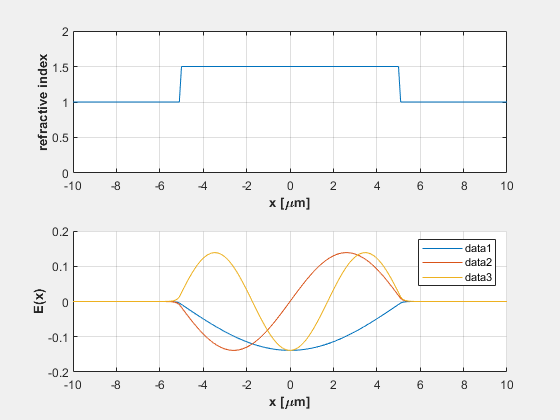 2
1.5
1
0.5
0
refractive index
-10 -8 -6 -4 -2 0 2 4 6 8 10
x [μm]
0.2
0.1
0
-0.1
-0.2
E(x)
data1
data2
data3
-10 -8 -6 -4 -2 0 2 4 6 8 10
x [μm]